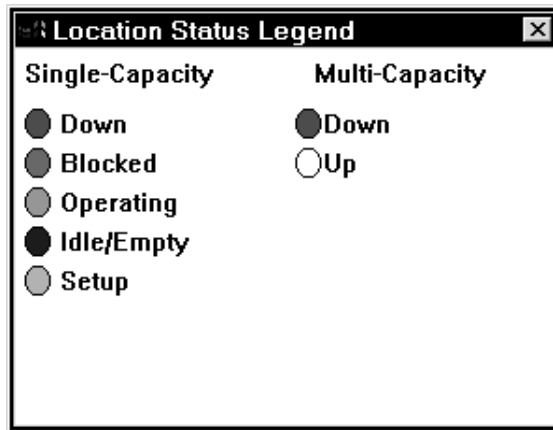 Location Status Legend
Single-Capacity Multi-Capacity
Down Down
Blocked Up
Operating
Idle/Empty
Setup